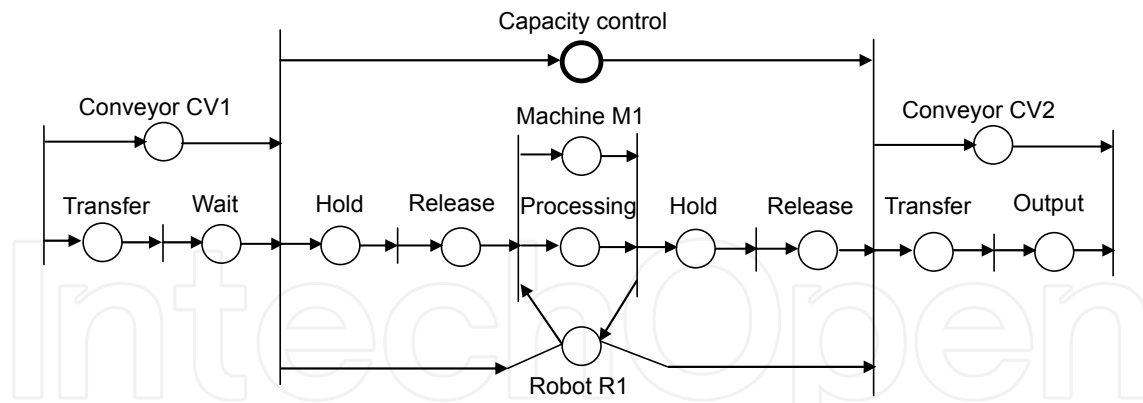 Capacity control
Conveyor CV1
Machine M1
Conveyor CV2
Transfer
Wait
Hold
Release
Processing
Hold
Release
Transfer
Output
Robot R1
IntechOpen